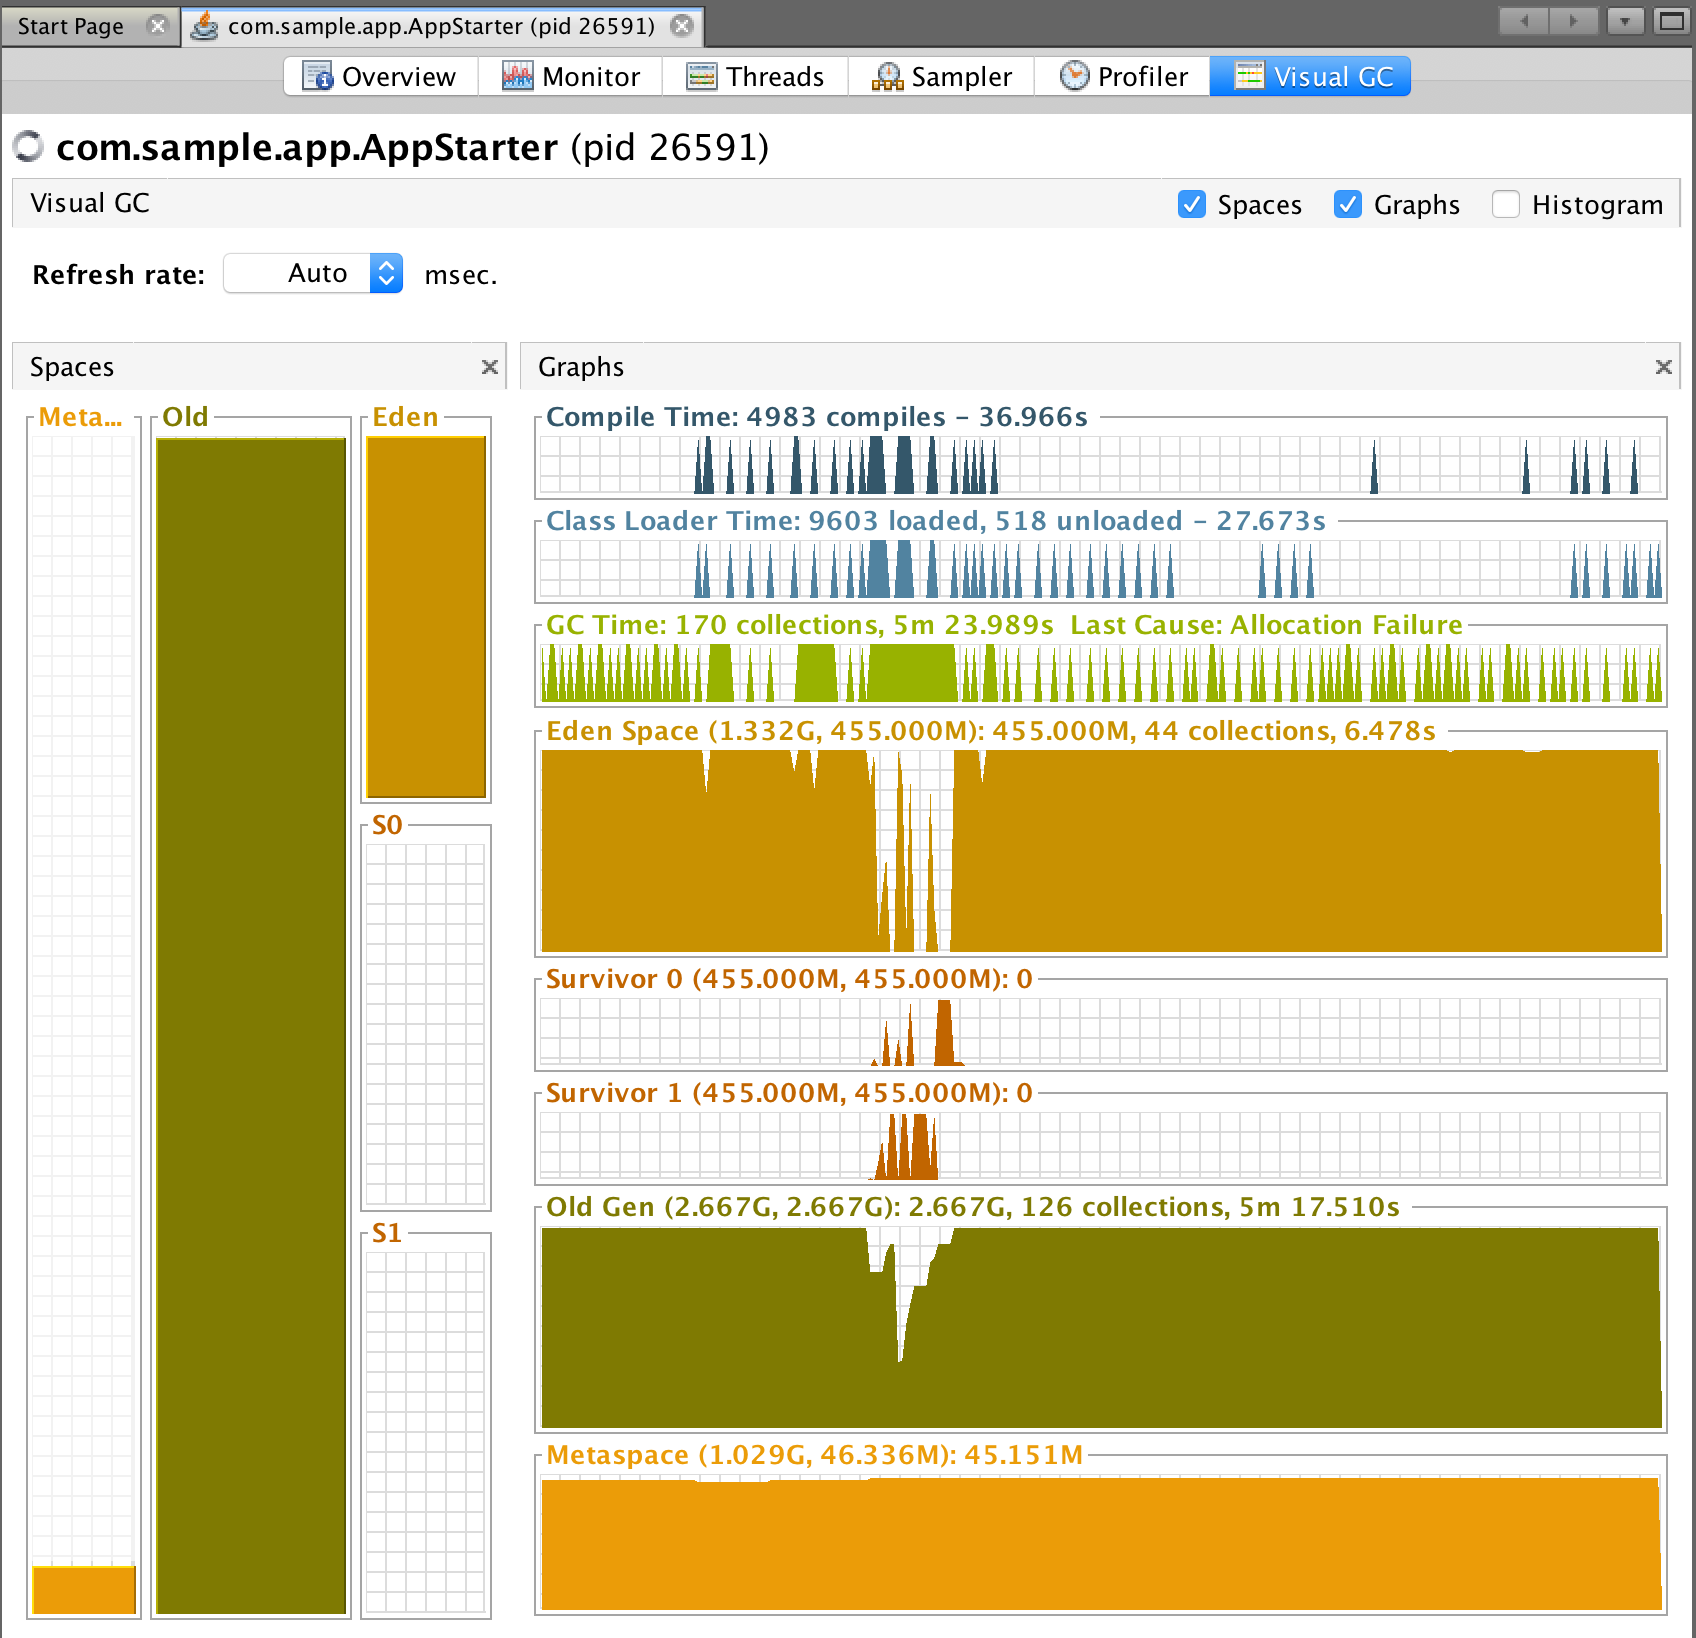 Start Page
com.sample.app.AppStarter (pid 26591)
Overview
Monitor
Threads
Sampler
Profiler
Visual GC
com.sample.app.AppStarter (pid 26591)
Visual GC
Spaces
Graphs
Histogram
Refresh rate: Auto msec.
Spaces
Meta...
Old
Eden
S0
S1
Graphs
Compile Time: 4983 compiles - 36.966s
Class Loader Time: 9603 loaded, 518 unloaded - 27.673s
GC Time: 170 collections, 5m 23.989s Last Cause: Allocation Failure
Eden Space (1.332G, 455.000M): 455.000M, 44 collections, 6.478s
Survivor 0 (455.000M, 455.000M): 0
Survivor 1 (455.000M, 455.000M): 0
Old Gen (2.667G, 2.667G): 2.667G, 126 collections, 5m 17.510s
Metaspace (1.029G, 46.336M): 45.151M